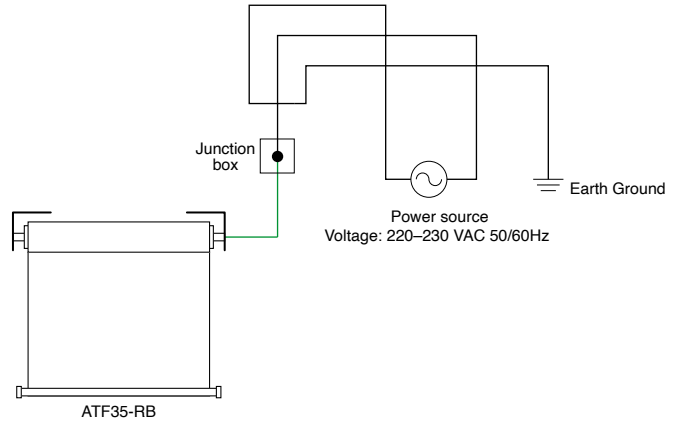 Junction
box
Earth Ground
Power source
Voltage: 220–230 VAC 50/60Hz
ATF35-RB